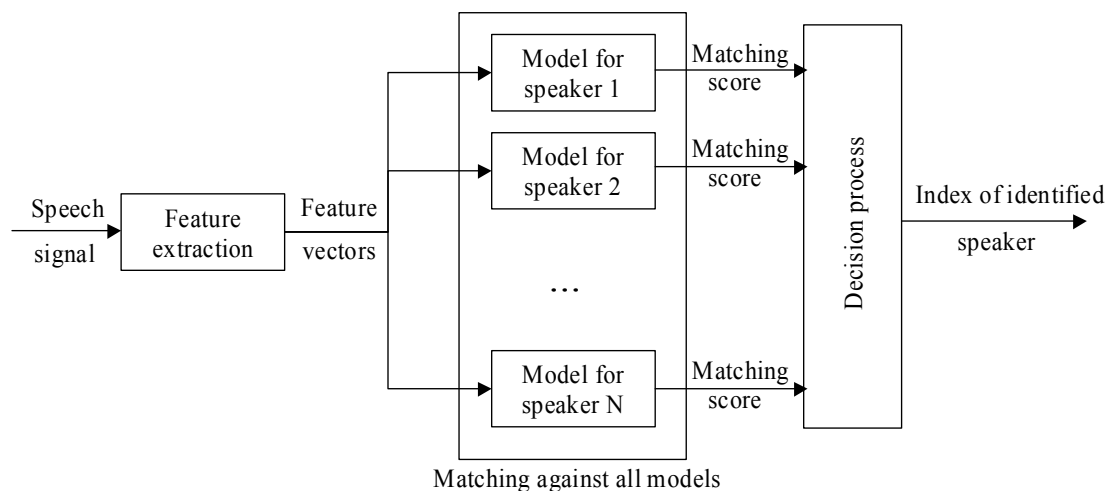 Speech
signal
Feature
extraction
Feature
vectors
Model for
speaker 1
Matching
score
Model for
speaker 2
Matching
score
...
Model for
speaker N
Matching
score
Matching against all models
Decision process
Index of identified
speaker